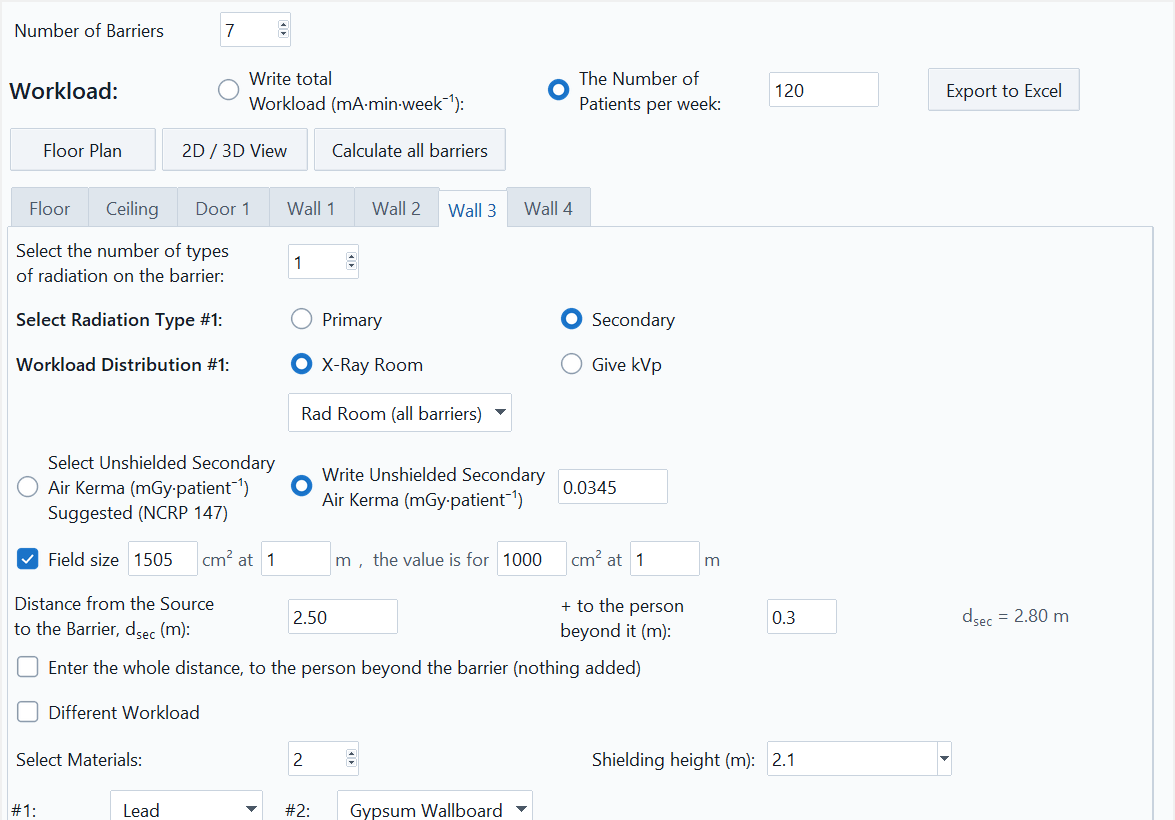 Number of Barriers 7
Workload: Write total Workload (mA·min·week⁻¹): The Number of Patients per week: 120 Export to Excel
Floor Plan 2D / 3D View Calculate all barriers
Floor Ceiling Door 1 Wall 1 Wall 2 Wall 3 Wall 4
Select the number of types of radiation on the barrier: 1
Select Radiation Type #1: Primary Secondary
Workload Distribution #1: X-Ray Room Give kVp
Rad Room (all barriers)
Select Unshielded Secondary Air Kerma (mGy·patient⁻¹) Suggested (NCRP 147) Write Unshielded Secondary Air Kerma (mGy·patient⁻¹) 0.0345
Field size 1505 cm² at 1 m , the value is for 1000 cm² at 1 m
Distance from the Source to the Barrier, dsec (m): 2.50 + to the person beyond it (m): 0.3 dsec = 2.80 m
Enter the whole distance, to the person beyond the barrier (nothing added)
Different Workload
Select Materials: 2 Shielding height (m): 2.1
#1: Lead #2: Gypsum Wallboard